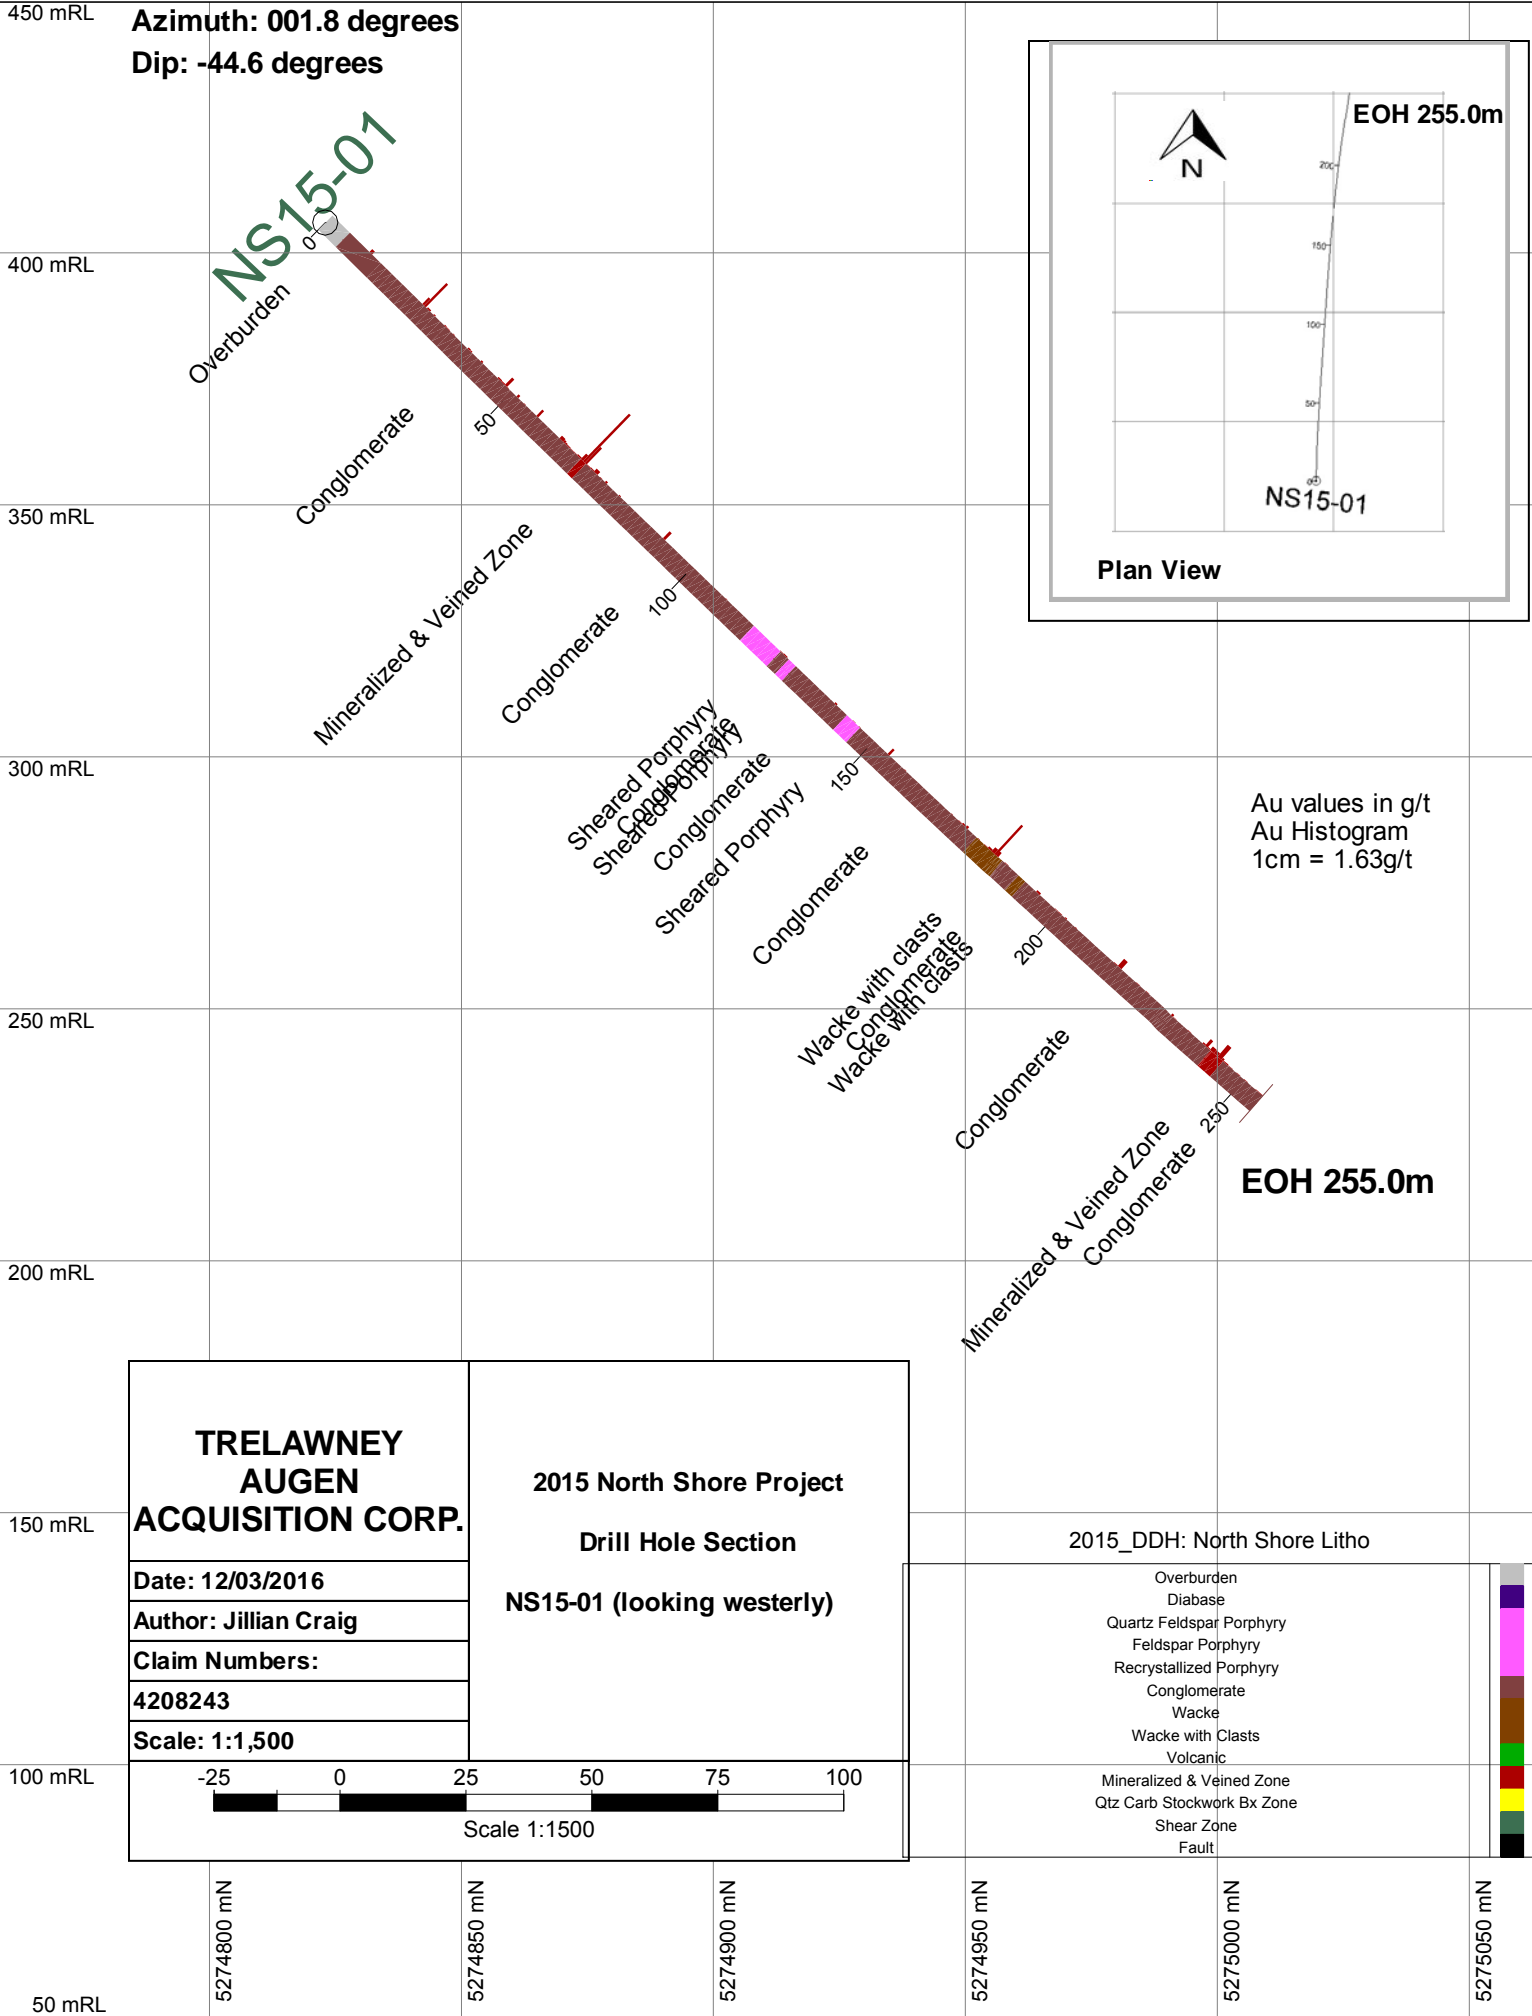 450 mRL
Azimuth: 001.8 degrees
Dip: -44.6 degrees
NS15-01
EOH 255.0m
N
200
150
100
50
0
NS15-01
Plan View
400 mRL
350 mRL
300 mRL
250 mRL
200 mRL
150 mRL
100 mRL
50 mRL
0
50
100
150
200
250
Overburden
Conglomerate
Mineralized & Veined Zone
Conglomerate
Sheared Porphyry
Conglomerate
Sheared Porphyry
Conglomerate
Sheared Porphyry
Conglomerate
Wacke with clasts
Conglomerate
Wacke with clasts
Conglomerate
Mineralized & Veined Zone
Conglomerate
EOH 255.0m
Au values in g/t
Au Histogram
1cm = 1.63g/t
TRELAWNEY
AUGEN
ACQUISITION CORP.
Date: 12/03/2016
Author: Jillian Craig
Claim Numbers:
4208243
Scale: 1:1,500
2015 North Shore Project
Drill Hole Section
NS15-01 (looking westerly)
-25 0 25 50 75 100
Scale 1:1500
2015_DDH: North Shore Litho
Overburden
Diabase
Quartz Feldspar Porphyry
Feldspar Porphyry
Recrystallized Porphyry
Conglomerate
Wacke
Wacke with Clasts
Volcanic
Mineralized & Veined Zone
Qtz Carb Stockwork Bx Zone
Shear Zone
Fault
5274800 mN
5274850 mN
5274900 mN
5274950 mN
5275000 mN
5275050 mN